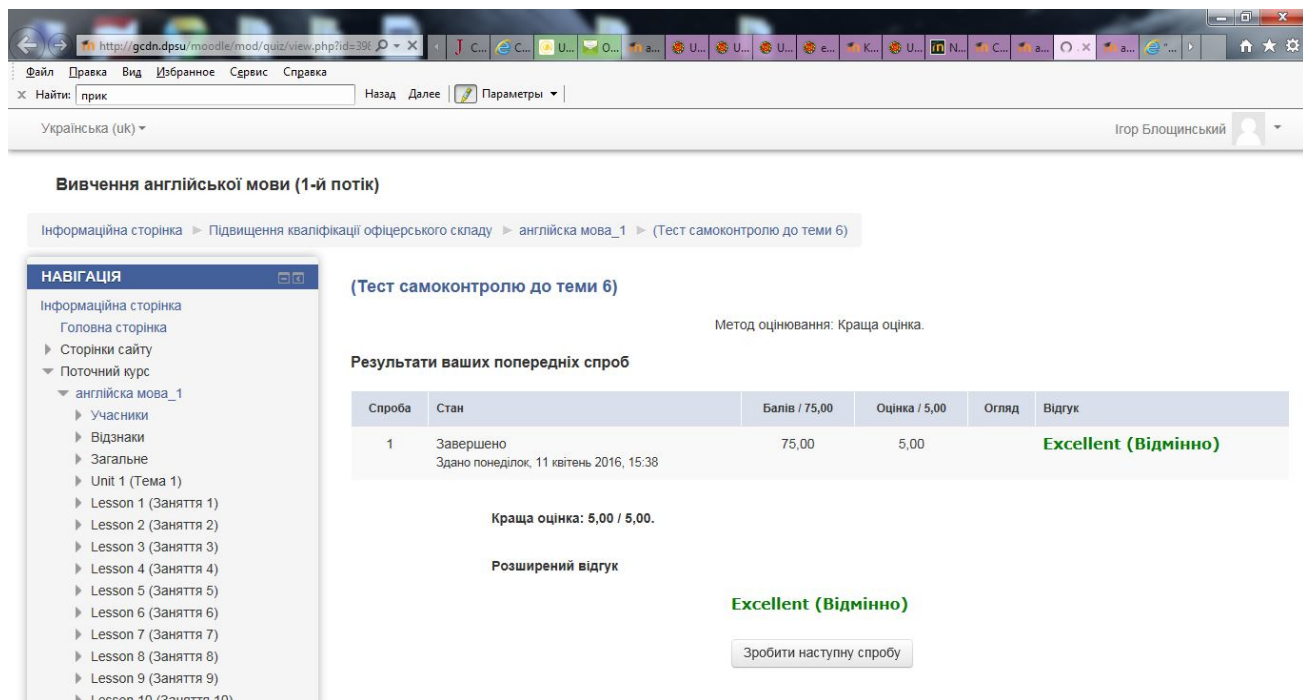 http://gcdn.dpsu/moodle/mod/quiz/view.php?id=398
J C... C... U... O... a... U... U... U... e... K... U... N... C... a... a... "...
Файл Правка Вид Избранное Сервис Справка
x Найти: прик Назад Далее Параметры
Українська (uk) Ігор Блощинський
Вивчення англійської мови (1-й потік)
Інформаційна сторінка Підвищення кваліфікації офіцерського складу англійска мова_1 (Тест самоконтролю до теми 6)
НАВІГАЦІЯ
Інформаційна сторінка
Головна сторінка
Сторінки сайту
Поточний курс
англійска мова_1
Учасники
Відзнаки
Загальне
Unit 1 (Тема 1)
Lesson 1 (Заняття 1)
Lesson 2 (Заняття 2)
Lesson 3 (Заняття 3)
Lesson 4 (Заняття 4)
Lesson 5 (Заняття 5)
Lesson 6 (Заняття 6)
Lesson 7 (Заняття 7)
Lesson 8 (Заняття 8)
Lesson 9 (Заняття 9)
Lesson 10 (Заняття 10)
(Тест самоконтролю до теми 6)
Метод оцінювання: Краща оцінка.
Результати ваших попередніх спроб
Спроба Стан Балів / 75,00 Оцінка / 5,00 Огляд Відгук
1 Завершено 75,00 5,00 Excellent (Відмінно)
Здано понеділок, 11 квітень 2016, 15:38
Краща оцінка: 5,00 / 5,00.
Розширений відгук
Excellent (Відмінно)
Зробити наступну спробу